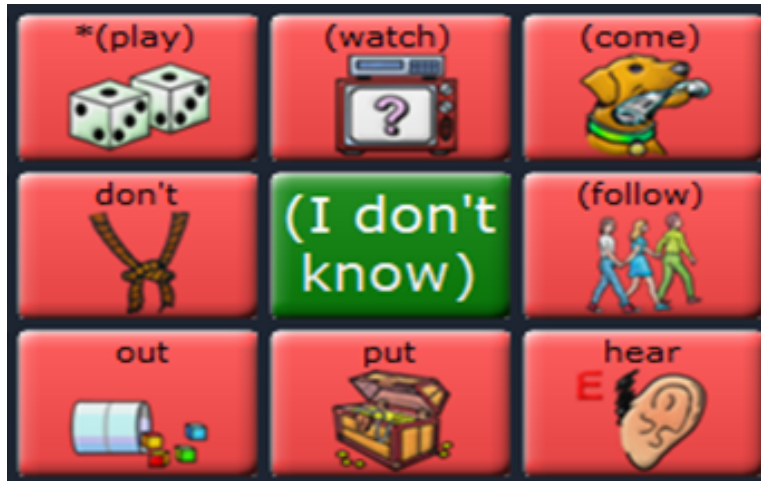 *(play) (watch) (come)
?
don't (I don't know) (follow)
out put hear
E